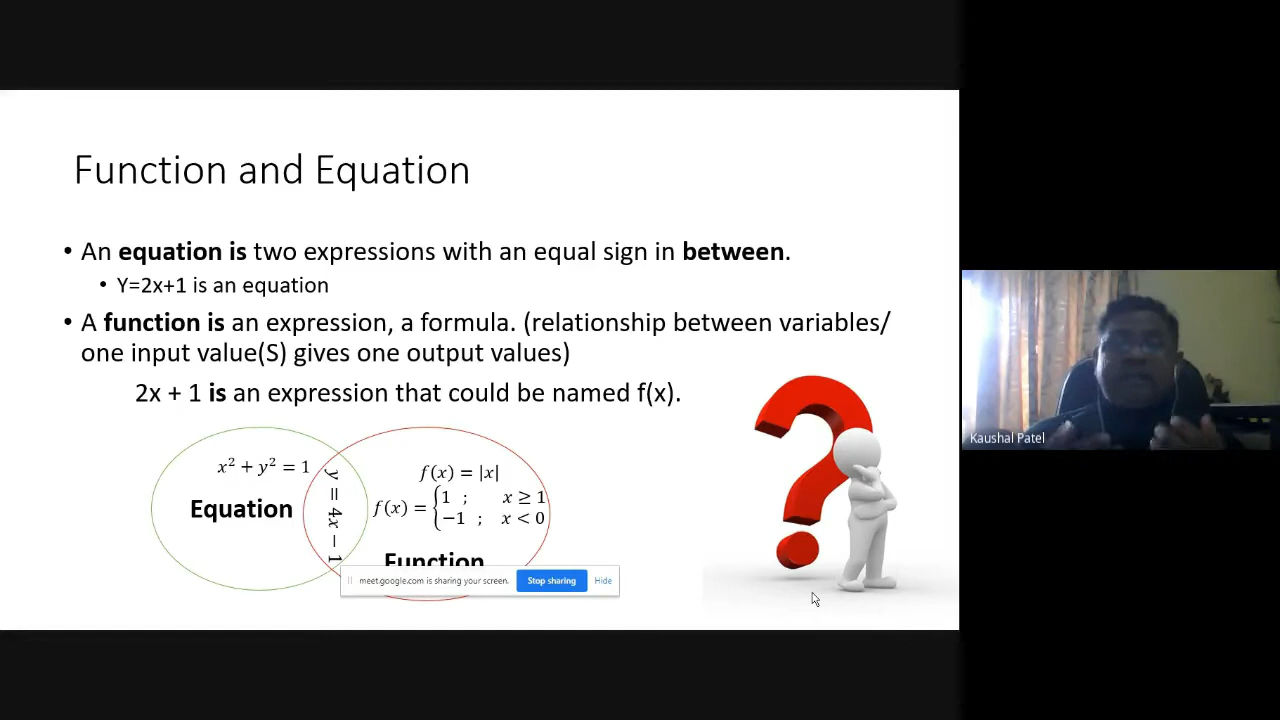 Function and Equation
• An equation is two expressions with an equal sign in between.
• Y=2x+1 is an equation
• A function is an expression, a formula. (relationship between variables/
one input value(S) gives one output values)
2x + 1 is an expression that could be named f(x).
x² + y² = 1
Equation
y = 4x − 1
f(x) = |x|
f(x) = {1 ; x ≥ 1
−1 ; x < 0
Function
meet.google.com is sharing your screen.
Stop sharing
Hide
Kaushal Patel